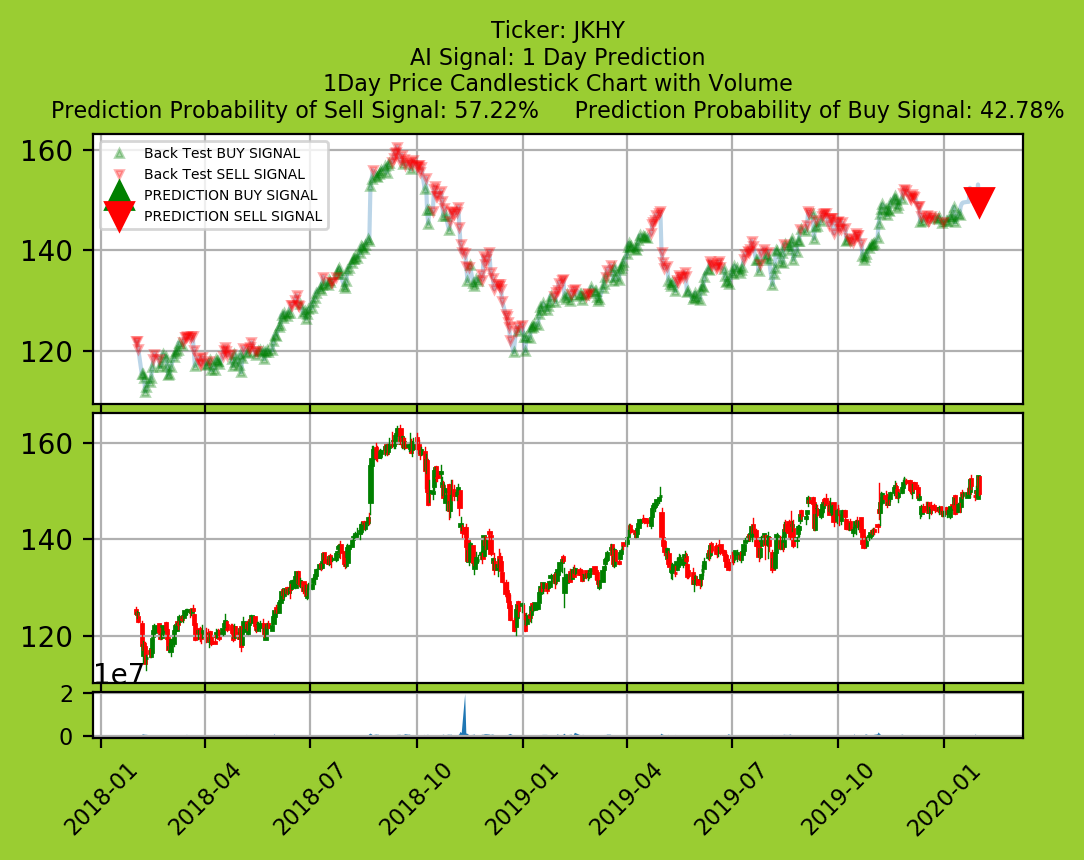 Ticker: JKHY
AI Signal: 1 Day Prediction
1Day Price Candlestick Chart with Volume
Prediction Probability of Sell Signal: 57.22%     Prediction Probability of Buy Signal: 42.78%
160
140
120
Back Test BUY SIGNAL
Back Test SELL SIGNAL
PREDICTION BUY SIGNAL
PREDICTION SELL SIGNAL
160
140
120
1e7
2
0
2018-01
2018-04
2018-07
2018-10
2019-01
2019-04
2019-07
2019-10
2020-01